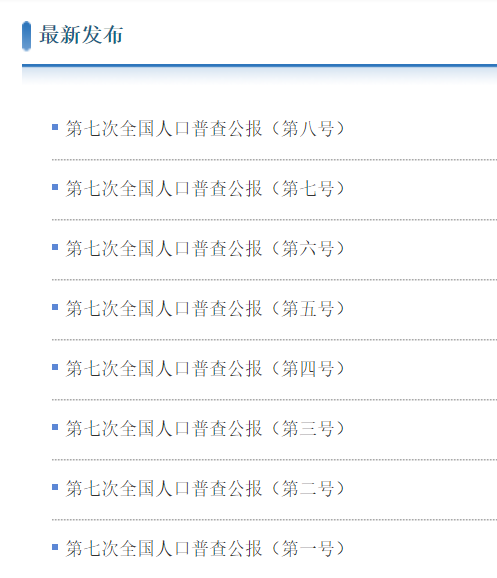 最新发布
第七次全国人口普查公报（第八号）
第七次全国人口普查公报（第七号）
第七次全国人口普查公报（第六号）
第七次全国人口普查公报（第五号）
第七次全国人口普查公报（第四号）
第七次全国人口普查公报（第三号）
第七次全国人口普查公报（第二号）
第七次全国人口普查公报（第一号）